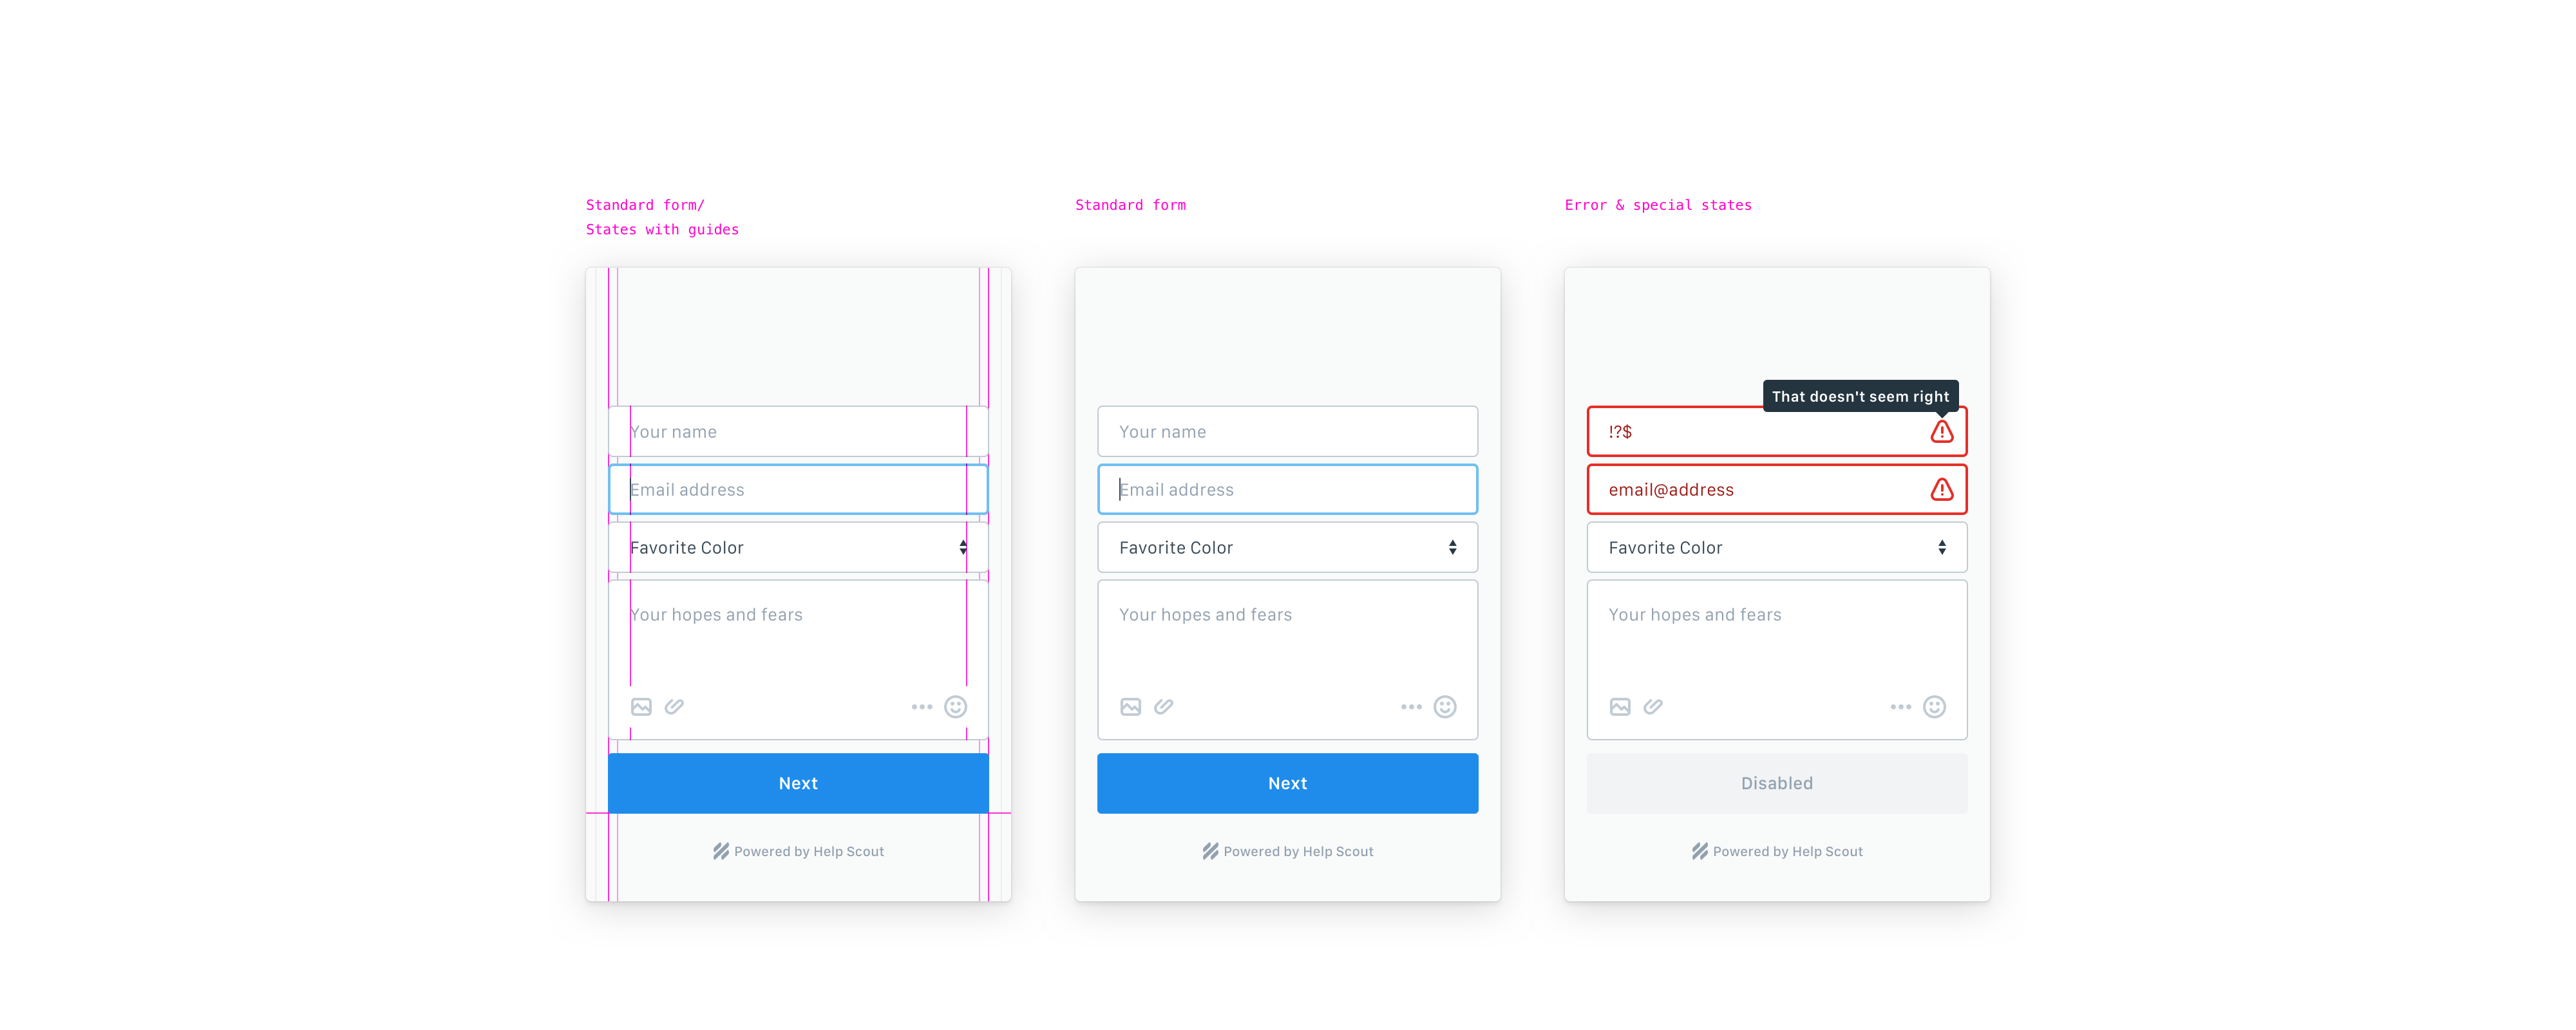 Standard form/
States with guides
Your name
Email address
Favorite Color
Your hopes and fears
Next
Powered by Help Scout
Standard form
Your name
Email address
Favorite Color
Your hopes and fears
Next
Powered by Help Scout
Error & special states
That doesn't seem right
!?$
email@address
Favorite Color
Your hopes and fears
Disabled
Powered by Help Scout